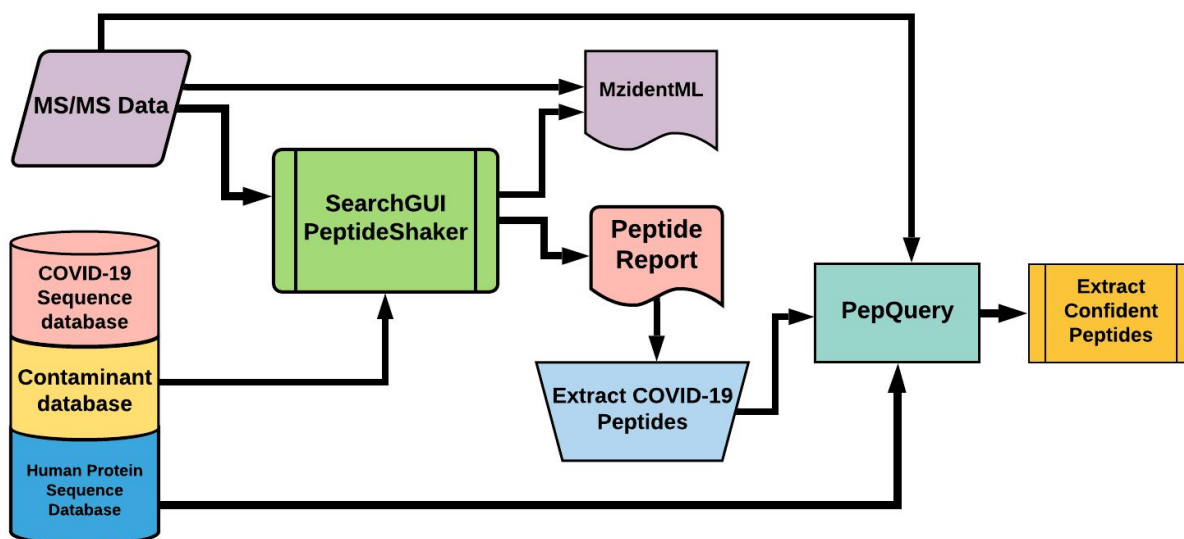 MS/MS Data
MzidentML
SearchGUI
PeptideShaker
Peptide
Report
COVID-19
Sequence
database
Contaminant
database
Human Protein
Sequence
Database
Extract COVID-19
Peptides
PepQuery
Extract
Confident
Peptides